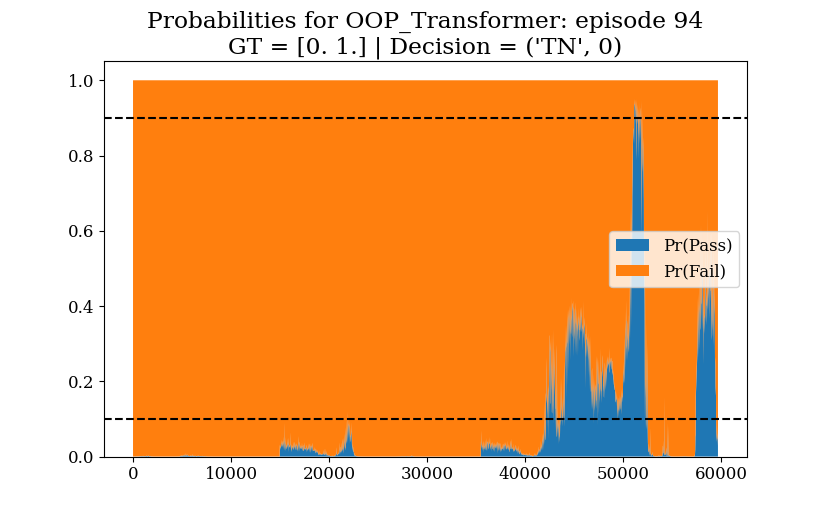 Probabilities for OOP_Transformer: episode 94
GT = [0. 1.] | Decision = ('TN', 0)
1.0
0.8
0.6
0.4
0.2
0.0
Pr(Pass)
Pr(Fail)
0 10000 20000 30000 40000 50000 60000